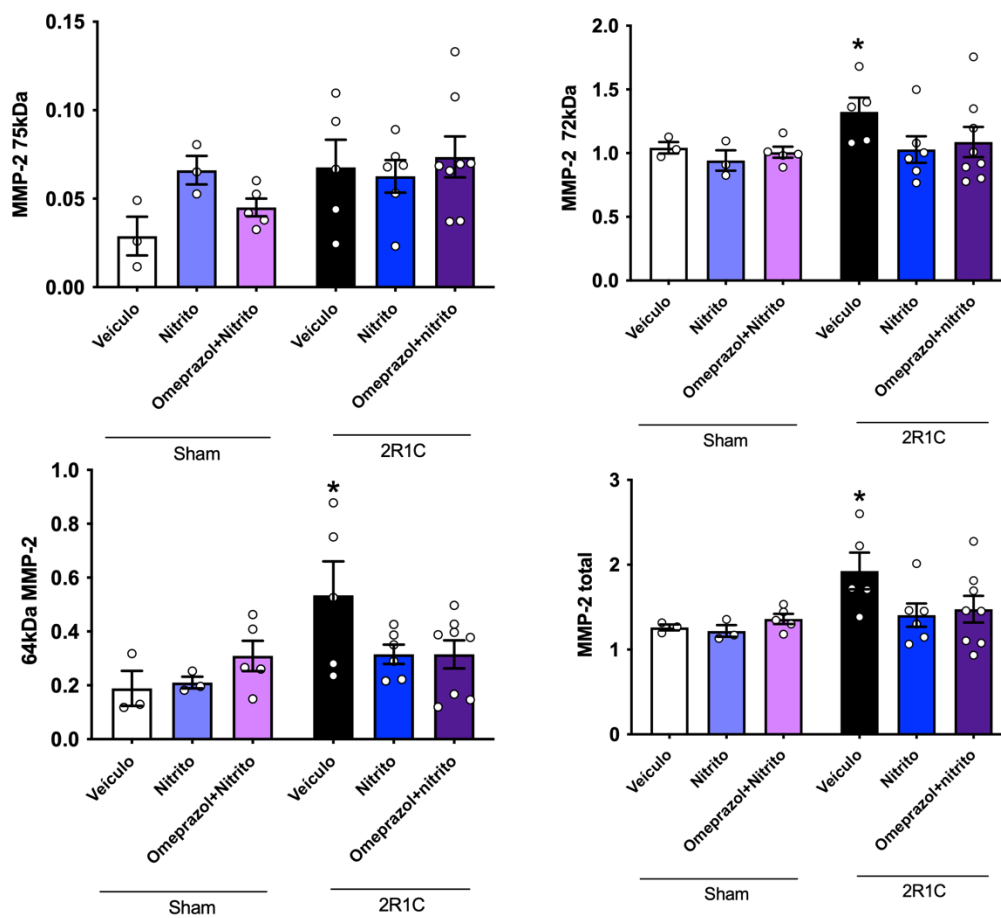 MMP-2 75kDa
0.15
0.10
0.05
0.00
Veículo
Nitrito
Omeprazol+Nitrito
Veículo
Nitrito
Omeprazol+nitrito
Sham
2R1C
MMP-2 72kDa
2.0
1.5
1.0
0.5
0.0
*
Veículo
Nitrito
Omeprazol+Nitrito
Veículo
Nitrito
Omeprazol+nitrito
Sham
2R1C
64kDa MMP-2
1.0
0.8
0.6
0.4
0.2
0.0
*
Veículo
Nitrito
Omeprazol+Nitrito
Veículo
Nitrito
Omeprazol+nitrito
Sham
2R1C
MMP-2 total
3
2
1
0
*
Veículo
Nitrito
Omeprazol+Nitrito
Veículo
Nitrito
Omeprazol+nitrito
Sham
2R1C